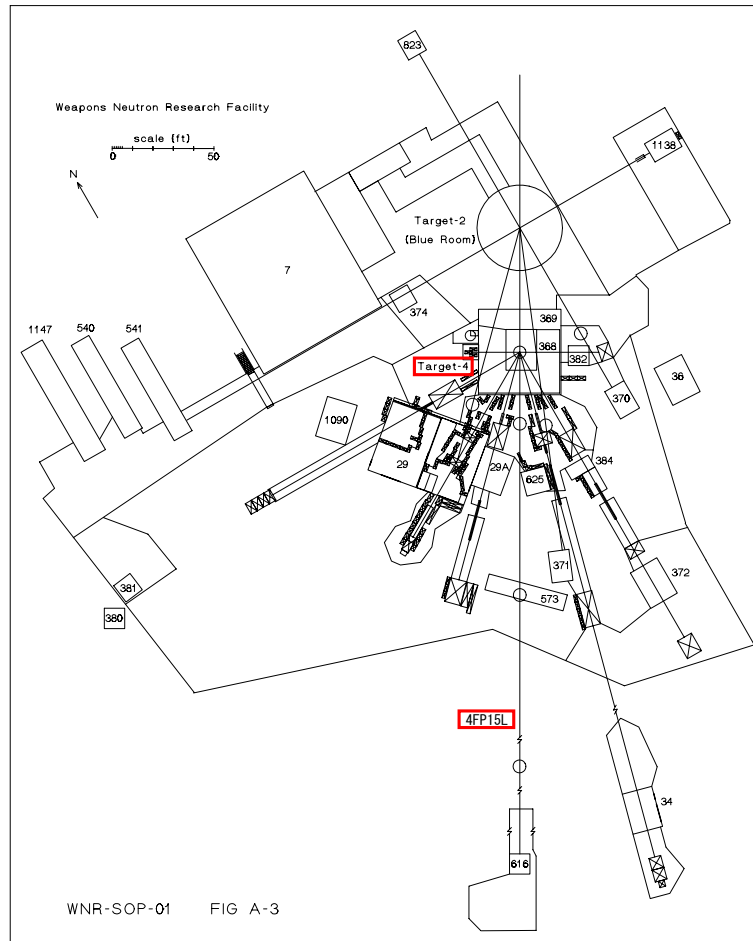 823
Weapons Neutron Research Facility
scale (ft)
0 50
1138
N
Target-2
(Blue Room)
7
374
369
1147 540 541
368
382
Target-4
36
370
1090
29
29A
384
625
371
372
573
381
380
4FP15L
34
616
WNR-SOP-01 FIG A-3